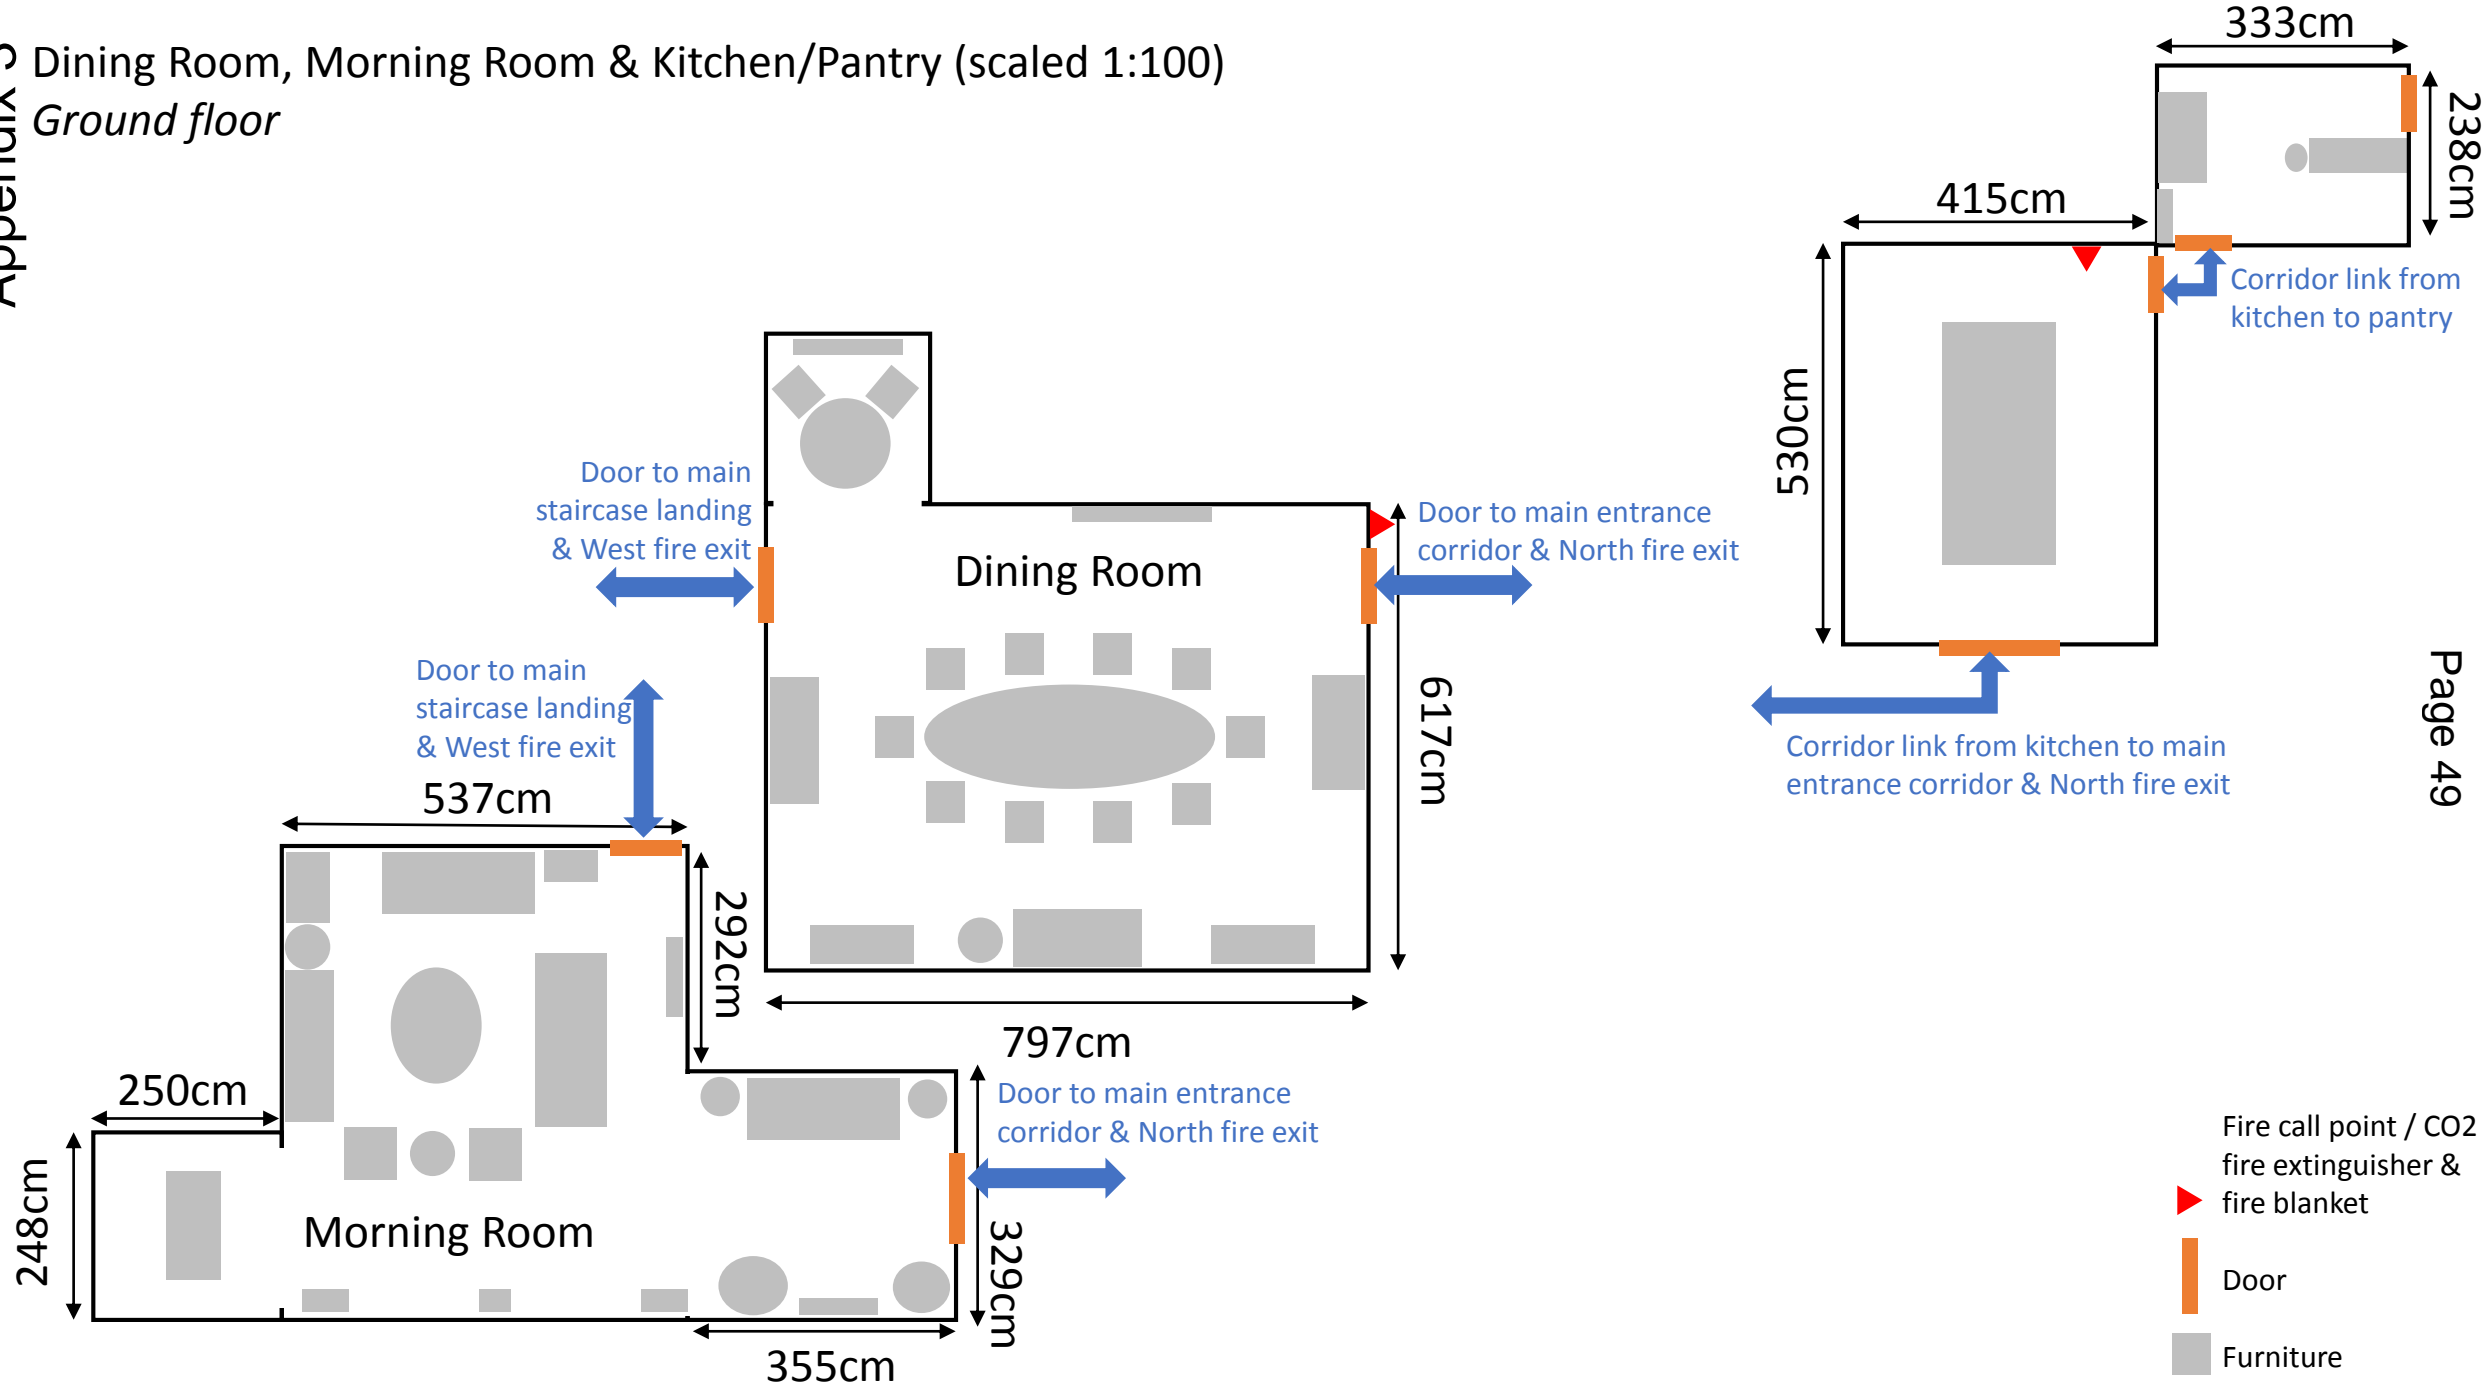 Dining Room, Morning Room & Kitchen/Pantry (scaled 1:100)
Ground floor
333cm
238cm
415cm
Corridor link from
kitchen to pantry
530cm
Door to main
staircase landing
& West fire exit
Door to main entrance
corridor & North fire exit
Dining Room
617cm
797cm
Corridor link from kitchen to main
entrance corridor & North fire exit
Page 49
Door to main
staircase landing
& West fire exit
537cm
292cm
250cm
248cm
Morning Room
Door to main entrance
corridor & North fire exit
329cm
355cm
Fire call point / CO2
fire extinguisher &
fire blanket
Door
Furniture